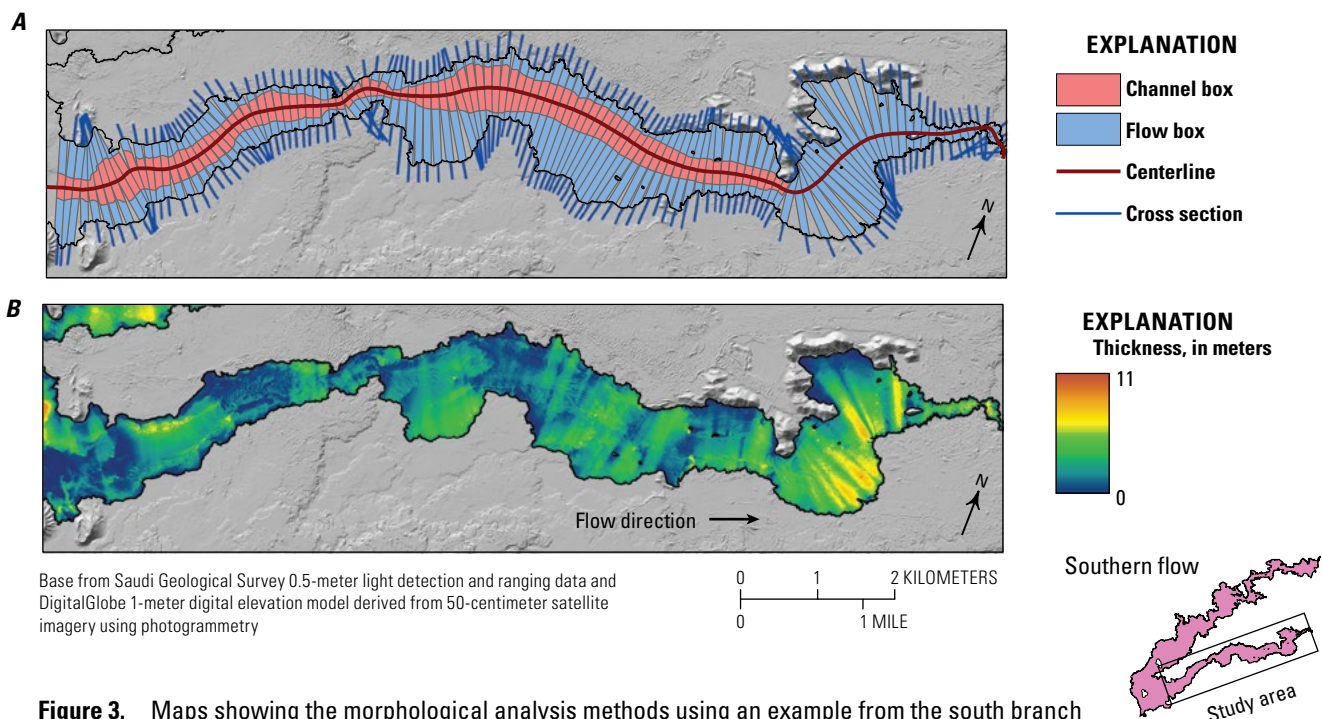 A
EXPLANATION
Channel box
Flow box
Centerline
Cross section
N
B
EXPLANATION
Thickness, in meters
11
0
N
Flow direction
Base from Saudi Geological Survey 0.5-meter light detection and ranging data and
DigitalGlobe 1-meter digital elevation model derived from 50-centimeter satellite
imagery using photogrammetry
0 1 2 KILOMETERS
0 1 MILE
Southern flow
Study area
Figure 3. Maps showing the morphological analysis methods using an example from the south branch